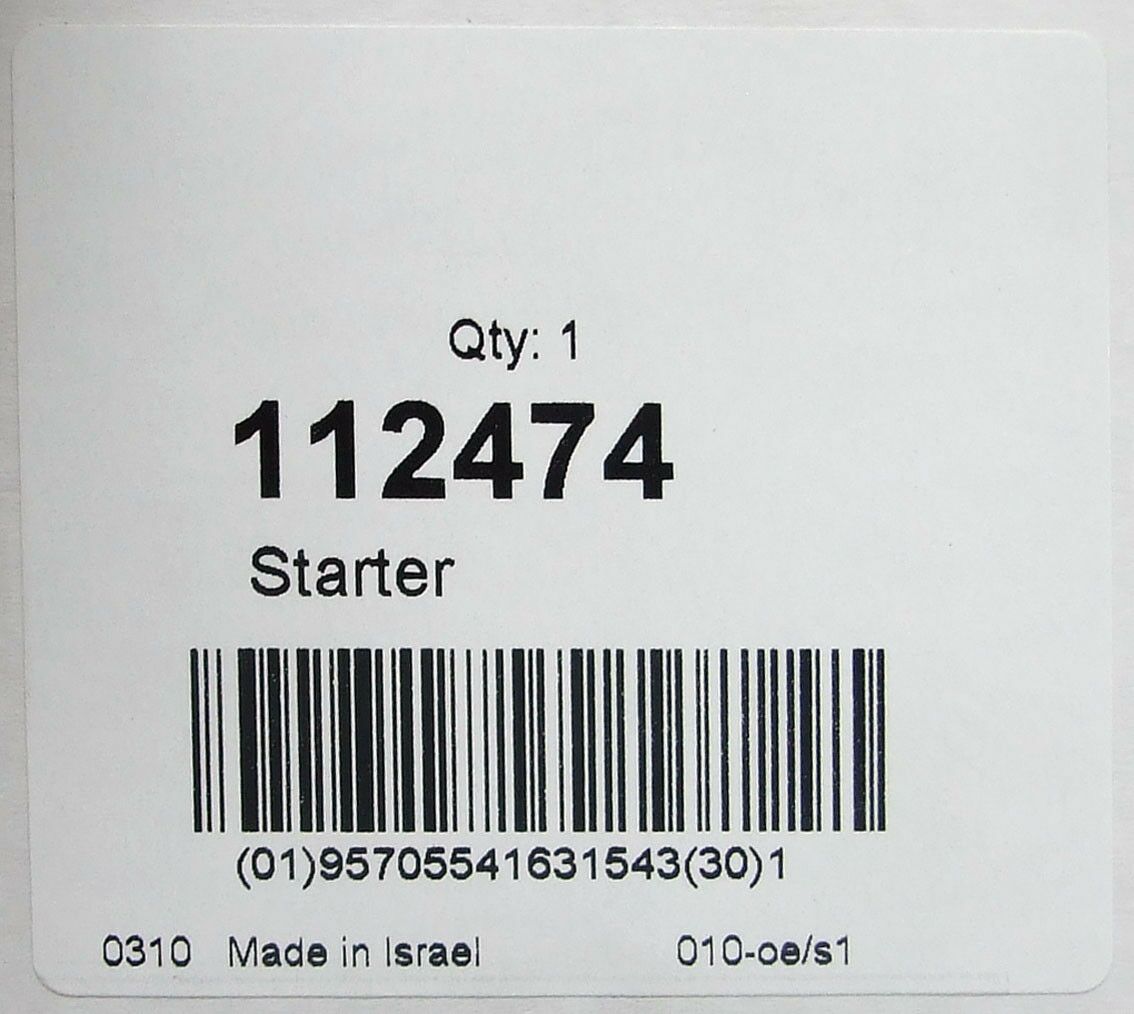 Qty: 1
112474
Starter
(01)95705541631543(30)1
0310 Made in Israel 010-oe/s1